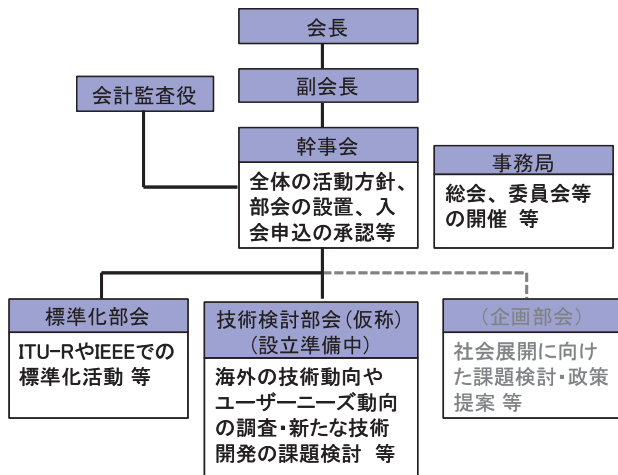 会長
副会長
会計監査役
幹事会
全体の活動方針、
部会の設置、入
会申込の承認等
事務局
総会、委員会等
の開催 等
標準化部会
ITU-RやIEEEでの
標準化活動 等
技術検討部会(仮称)
(設立準備中)
海外の技術動向や
ユーザーニーズ動向
の調査・新たな技術
開発の課題検討 等
(企画部会)
社会展開に向け
た課題検討・政策
提案 等